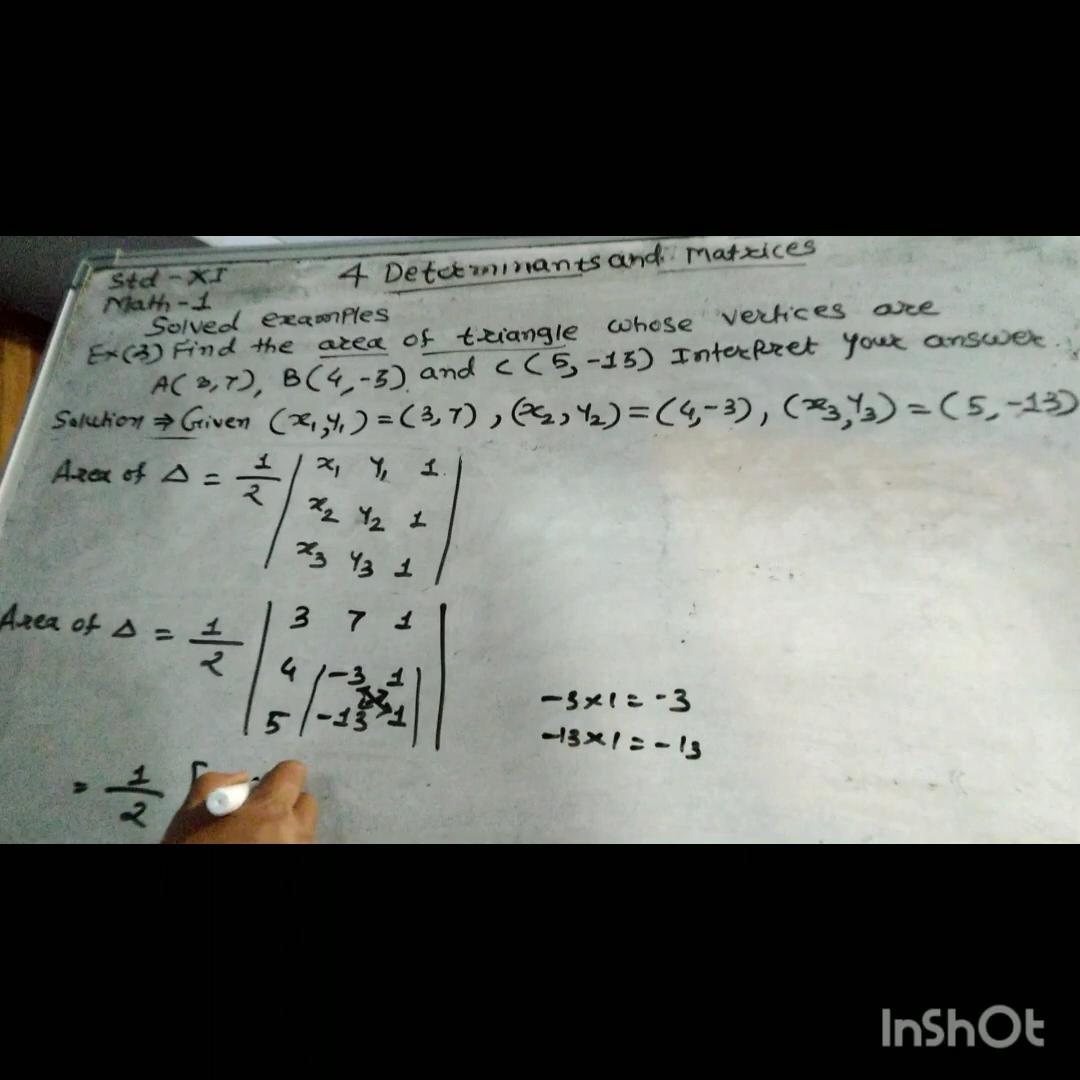 Std - XI
4 Determinants and Matrices
Math - 1
Solved examples
Ex(3) Find the area of triangle whose vertices are
A(3,7), B(4,-3) and C(5,-13) Interpret your answer.
Solution ⇒ Given (x₁,y₁) = (3,7), (x₂,y₂) = (4,-3), (x₃,y₃) = (5,-13)
Area of Δ = 1/2 | x₁ y₁ 1 |
| x₂ y₂ 1 |
| x₃ y₃ 1 |
Area of Δ = 1/2 | 3 7 1 |
| 4 |-3 1| |
| 5 |-13 1| |
-3×1 = -3
-13×1 = -13
= 1/2 [
InShOt